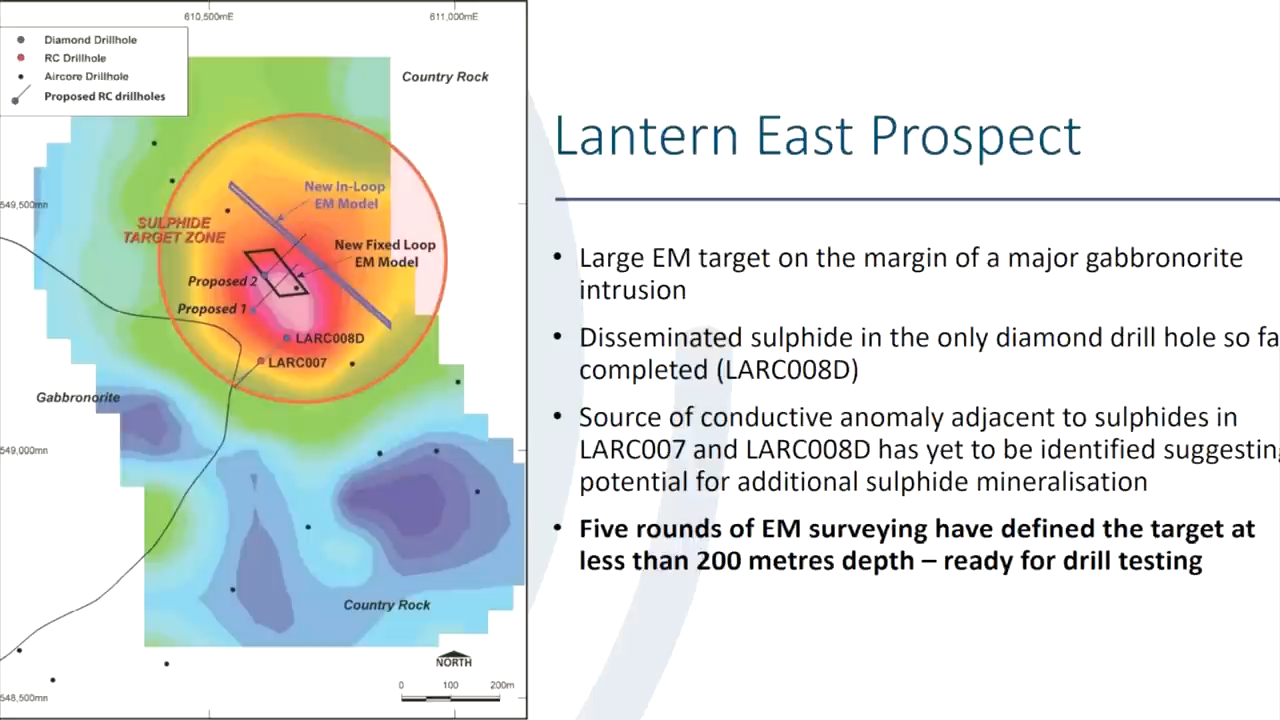 610,500mE
611,000mE
Diamond Drillhole
RC Drillhole
Aircore Drillhole
Proposed RC drillholes
Country Rock
549,500mn
New In-Loop
EM Model
SULPHIDE
TARGET ZONE
New Fixed Loop
EM Model
Proposed 2
Proposed 1
LARC008D
LARC007
Gabbronorite
549,000mn
Country Rock
NORTH
0 100 200m
548,500mn
Lantern East Prospect
• Large EM target on the margin of a major gabbronorite
intrusion
• Disseminated sulphide in the only diamond drill hole so fa
completed (LARC008D)
• Source of conductive anomaly adjacent to sulphides in
LARC007 and LARC008D has yet to be identified suggesting
potential for additional sulphide mineralisation
• Five rounds of EM surveying have defined the target at
less than 200 metres depth – ready for drill testing